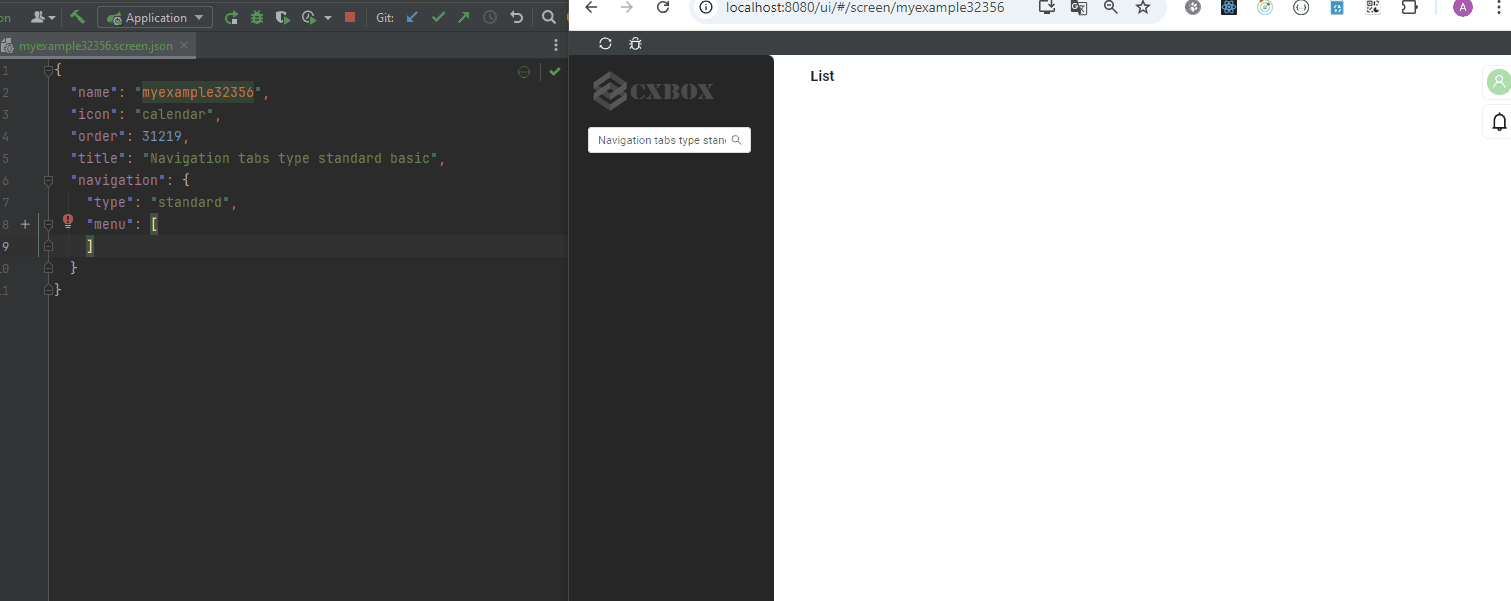 on
Application
Git:
myexample32356.screen.json
1 {
2 "name": "myexample32356",
3 "icon": "calendar",
4 "order": 31219,
5 "title": "Navigation tabs type standard basic",
6 "navigation": {
7 "type": "standard",
8 "menu": [
9 ]
10 }
11 }
localhost:8080/ui/#/screen/myexample32356
A
CXBOX
Navigation tabs type stan
List